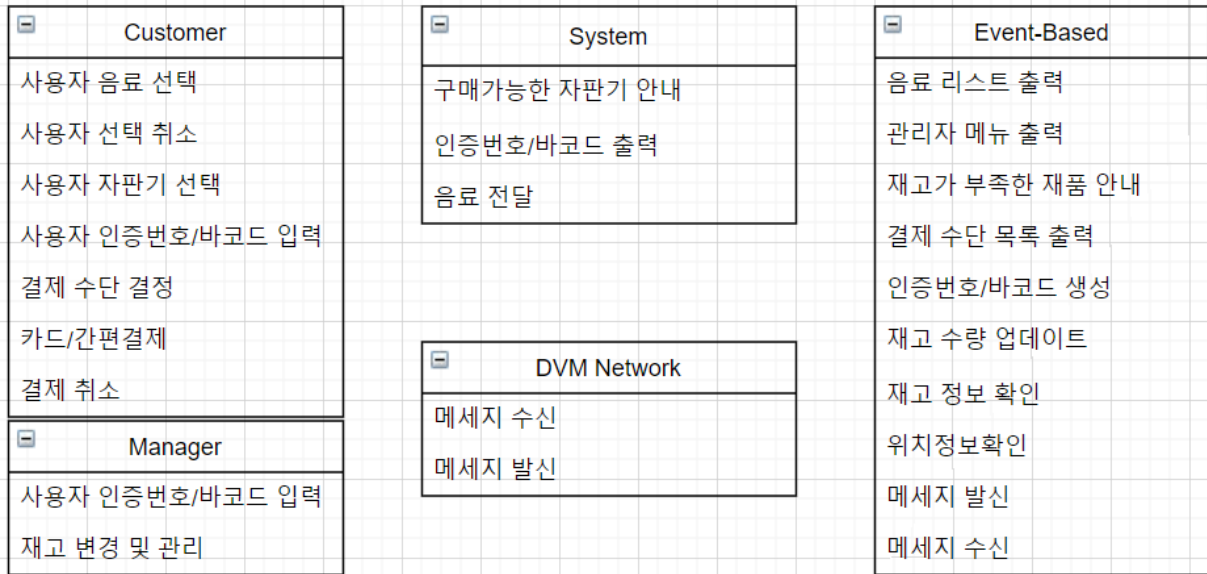 Customer
사용자 음료 선택
사용자 선택 취소
사용자 자판기 선택
사용자 인증번호/바코드 입력
결제 수단 결정
카드/간편결제
결제 취소
Manager
사용자 인증번호/바코드 입력
재고 변경 및 관리
System
구매가능한 자판기 안내
인증번호/바코드 출력
음료 전달
DVM Network
메세지 수신
메세지 발신
Event-Based
음료 리스트 출력
관리자 메뉴 출력
재고가 부족한 재품 안내
결제 수단 목록 출력
인증번호/바코드 생성
재고 수량 업데이트
재고 정보 확인
위치정보확인
메세지 발신
메세지 수신